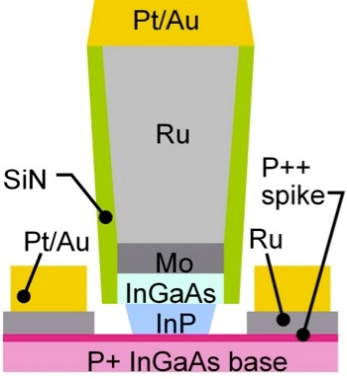 Pt/Au
Ru
SiN
P++
spike
Pt/Au
Ru
Mo
InGaAs
InP
P+ InGaAs base